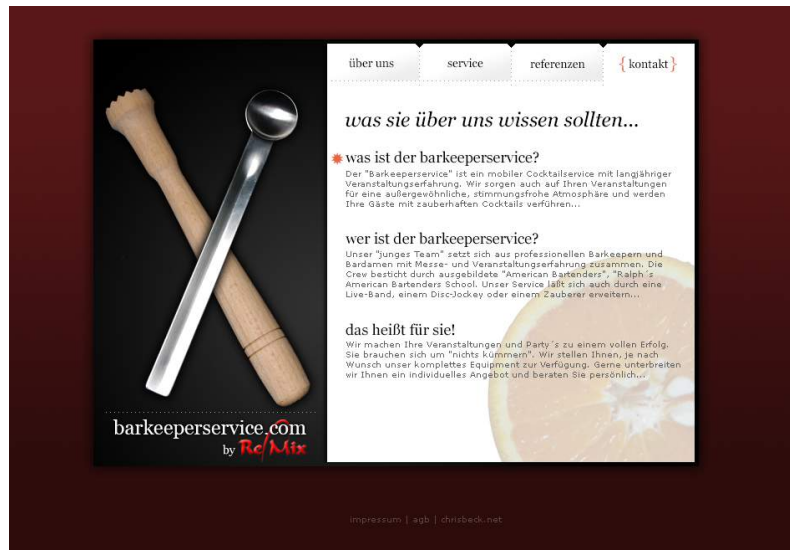 über uns
service
referenzen
{ kontakt }
was sie über uns wissen sollten...
was ist der barkeeperservice?
Der "Barkeeperservice" ist ein mobiler Cocktailservice mit langjähriger
Veranstaltungserfahrung. Wir sorgen auch auf Ihren Veranstaltungen
für eine außergewöhnliche, stimmungsfrohe Atmosphäre und werden
Ihre Gäste mit zauberhaften Cocktails verführen...
wer ist der barkeeperservice?
Unser "junges Team" setzt sich aus professionellen Barkeepern und
Bardamen mit Messe- und Veranstaltungserfahrung zusammen. Die
Crew besticht durch ausgebildete "American Bartenders", "Ralph´s
American Bartenders School. Unser Service läßt sich auch durch eine
Live-Band, einem Disc-Jockey oder einem Zauberer erweitern...
das heißt für sie!
Wir machen Ihre Veranstaltungen und Party´s zu einem vollen Erfolg.
Sie brauchen sich um "nichts kümmern". Wir stellen Ihnen, je nach
Wunsch unser komplettes Equipment zur Verfügung. Gerne unterbreiten
wir Ihnen ein individuelles Angebot und beraten Sie persönlich...
barkeeperservice.com
by Re/Mix
impressum [ agb | chrisbeck.net